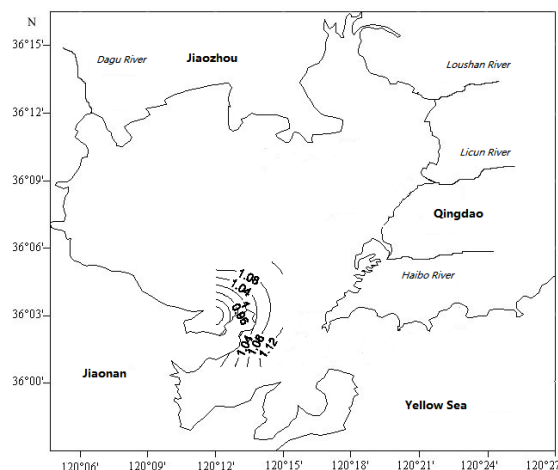 N
36°15'
Dagu River
Jiaozhou
Loushan River
36°12'
Licun River
36°09'
Qingdao
36°06'
Haibo River
1.08
1.04
0.96
36°03'
1.04
1.08
1.12
36°00'
Jiaonan
Yellow Sea
120°06' 120°09' 120°12' 120°15' 120°18' 120°21' 120°24'